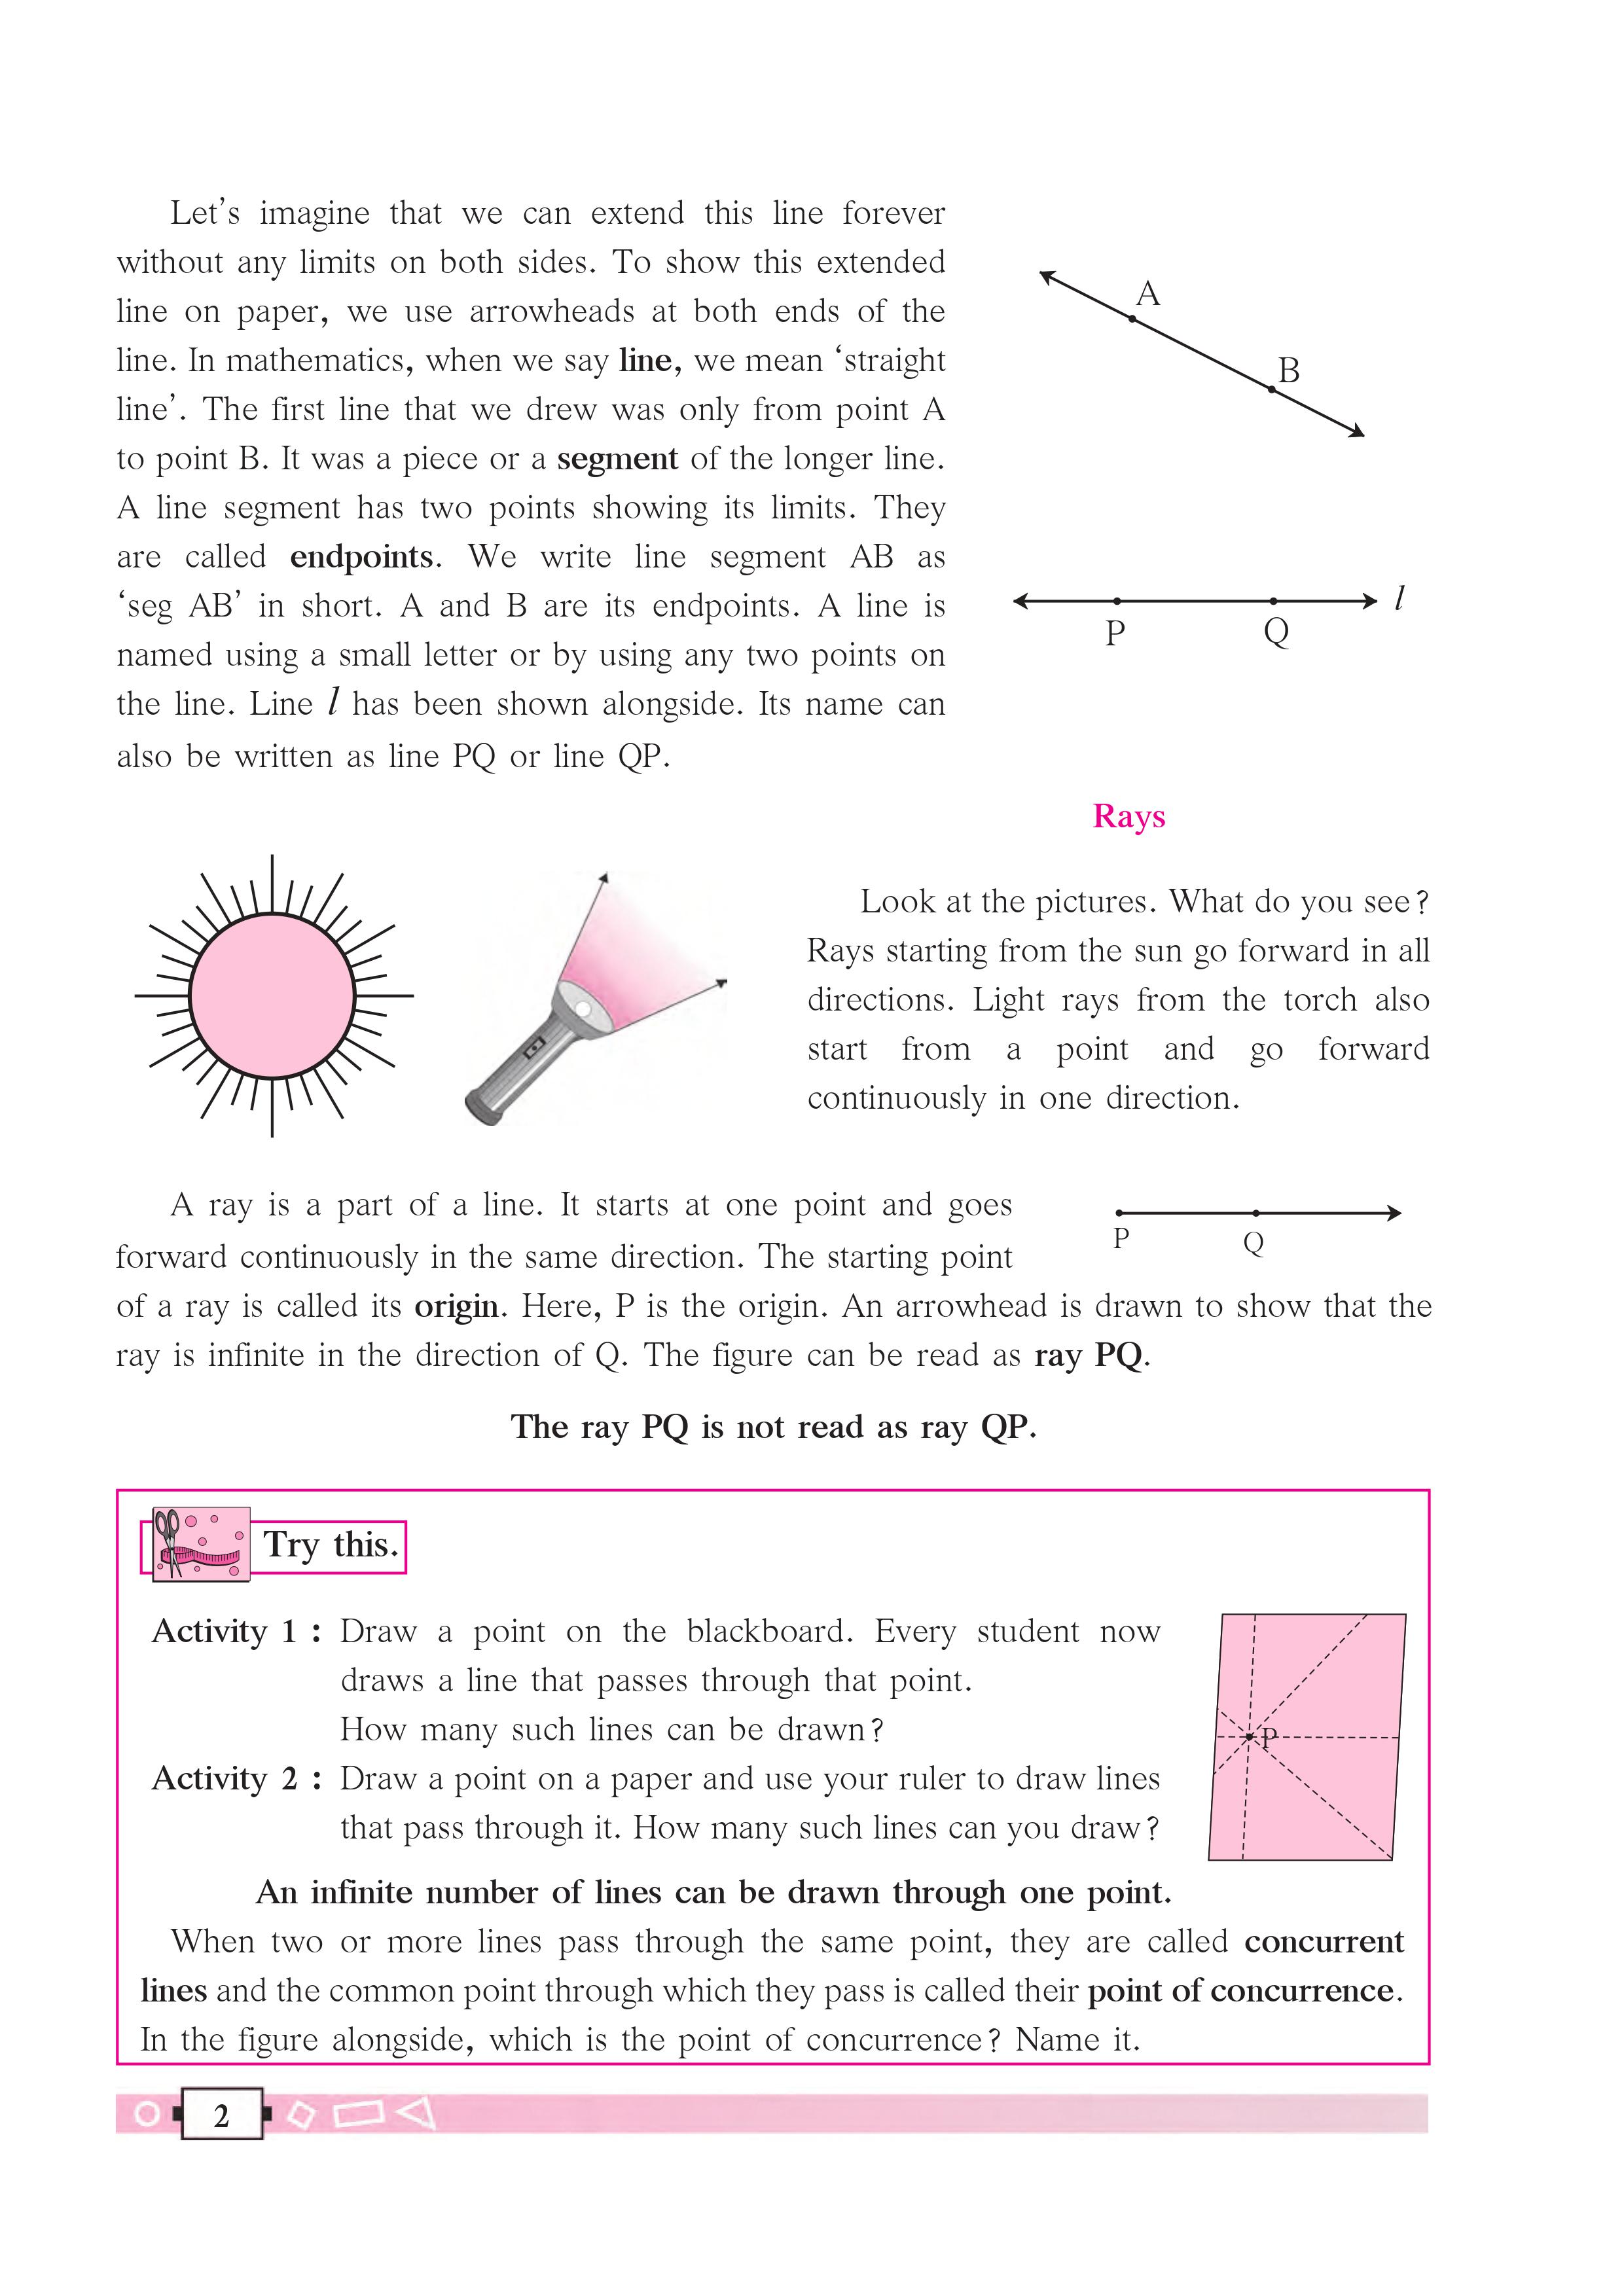 Let’s imagine that we can extend this line forever
without any limits on both sides. To show this extended
line on paper, we use arrowheads at both ends of the
line. In mathematics, when we say line, we mean ‘straight
line’. The first line that we drew was only from point A
to point B. It was a piece or a segment of the longer line.
A line segment has two points showing its limits. They
are called endpoints. We write line segment AB as
‘seg AB’ in short. A and B are its endpoints. A line is
named using a small letter or by using any two points on
the line. Line l has been shown alongside. Its name can
also be written as line PQ or line QP.
A
B
l
P
Q
Rays
Look at the pictures. What do you see?
Rays starting from the sun go forward in all
directions. Light rays from the torch also
start from a point and go forward
continuously in one direction.
A ray is a part of a line. It starts at one point and goes
forward continuously in the same direction. The starting point
of a ray is called its origin. Here, P is the origin. An arrowhead is drawn to show that the
ray is infinite in the direction of Q. The figure can be read as ray PQ.
P
Q
The ray PQ is not read as ray QP.
Try this.
Activity 1 : Draw a point on the blackboard. Every student now
draws a line that passes through that point.
How many such lines can be drawn?
Activity 2 : Draw a point on a paper and use your ruler to draw lines
that pass through it. How many such lines can you draw?
P
An infinite number of lines can be drawn through one point.
When two or more lines pass through the same point, they are called concurrent
lines and the common point through which they pass is called their point of concurrence.
In the figure alongside, which is the point of concurrence? Name it.
2